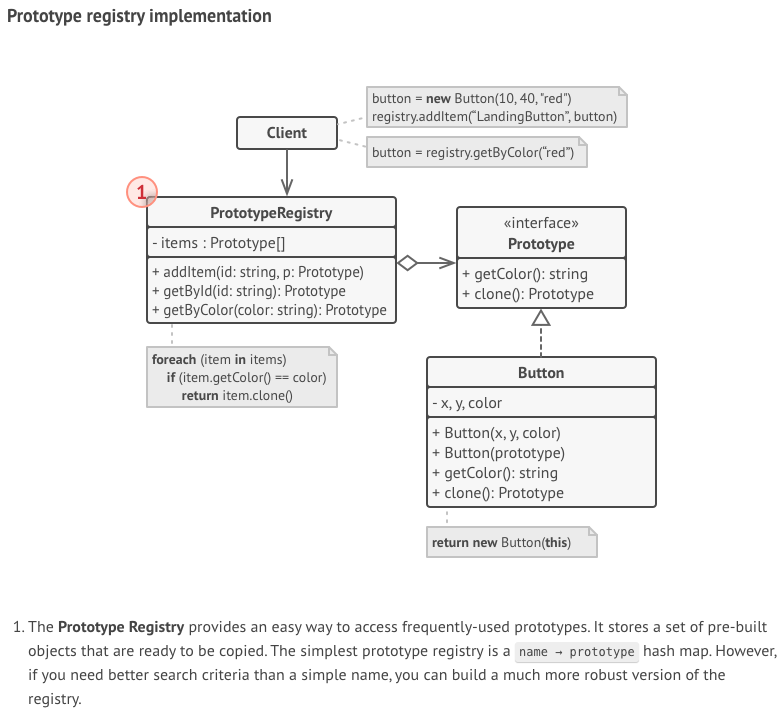 Prototype registry implementation
button = new Button(10, 40, "red")
registry.addItem(“LandingButton”, button)
Client
button = registry.getByColor(“red”)
1
PrototypeRegistry
- items : Prototype[]
+ addItem(id: string, p: Prototype)
+ getById(id: string): Prototype
+ getByColor(color: string): Prototype
«interface»
Prototype
+ getColor(): string
+ clone(): Prototype
foreach (item in items)
if (item.getColor() == color)
return item.clone()
Button
- x, y, color
+ Button(x, y, color)
+ Button(prototype)
+ getColor(): string
+ clone(): Prototype
return new Button(this)
1. The Prototype Registry provides an easy way to access frequently-used prototypes. It stores a set of pre-built
objects that are ready to be copied. The simplest prototype registry is a name → prototype hash map. However,
if you need better search criteria than a simple name, you can build a much more robust version of the
registry.